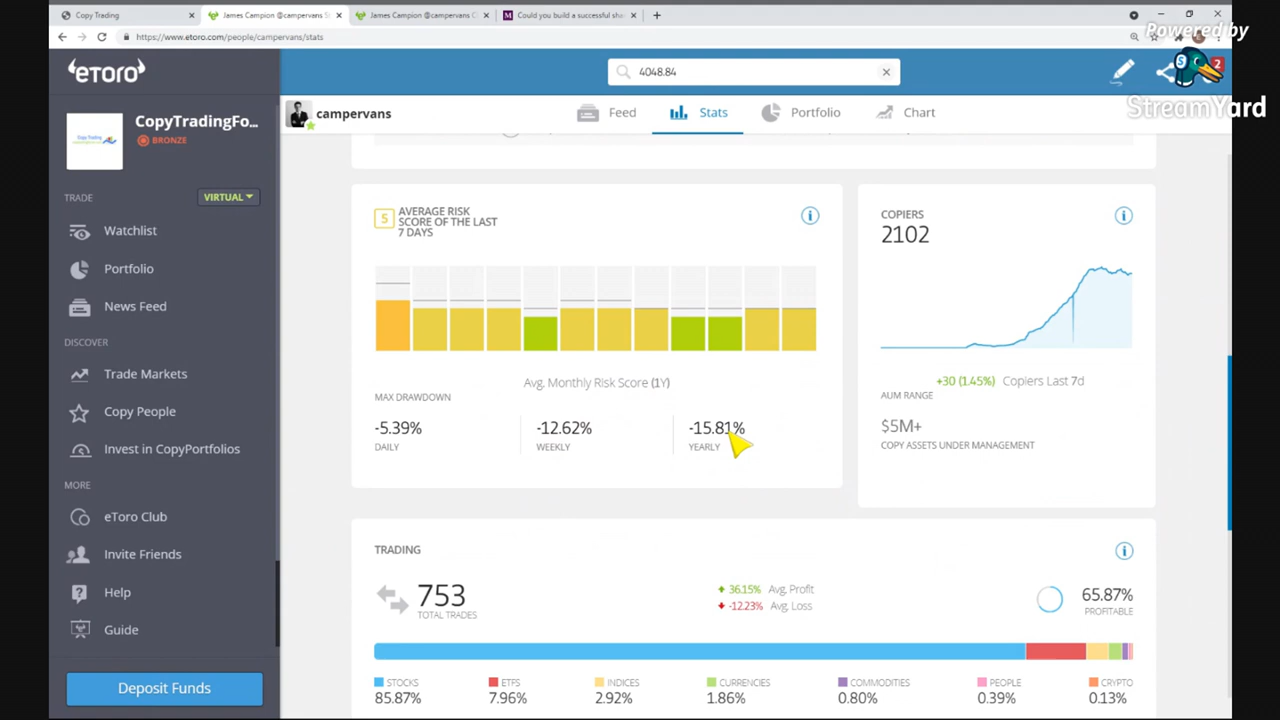 Copy Trading
James Campion @campervans S
James Campion @campervans C
Could you build a successful sha
https://www.etoro.com/people/campervans/stats
Powered by
StreamYard
2
eToro
4048.84
CopyTradingFo...
BRONZE
campervans
Feed
Stats
Portfolio
Chart
TRADE
VIRTUAL
Watchlist
Portfolio
News Feed
DISCOVER
Trade Markets
Copy People
Invest in CopyPortfolios
MORE
eToro Club
Invite Friends
Help
Guide
Deposit Funds
5
AVERAGE RISK
SCORE OF THE LAST
7 DAYS
Avg. Monthly Risk Score (1Y)
MAX DRAWDOWN
-5.39%
DAILY
-12.62%
WEEKLY
-15.81%
YEARLY
COPIERS
2102
+30 (1.45%) Copiers Last 7d
AUM RANGE
$5M+
COPY ASSETS UNDER MANAGEMENT
TRADING
753
TOTAL TRADES
36.15% Avg. Profit
-12.23% Avg. Loss
65.87%
PROFITABLE
STOCKS
85.87%
ETFS
7.96%
INDICES
2.92%
CURRENCIES
1.86%
COMMODITIES
0.80%
PEOPLE
0.39%
CRYPTO
0.13%